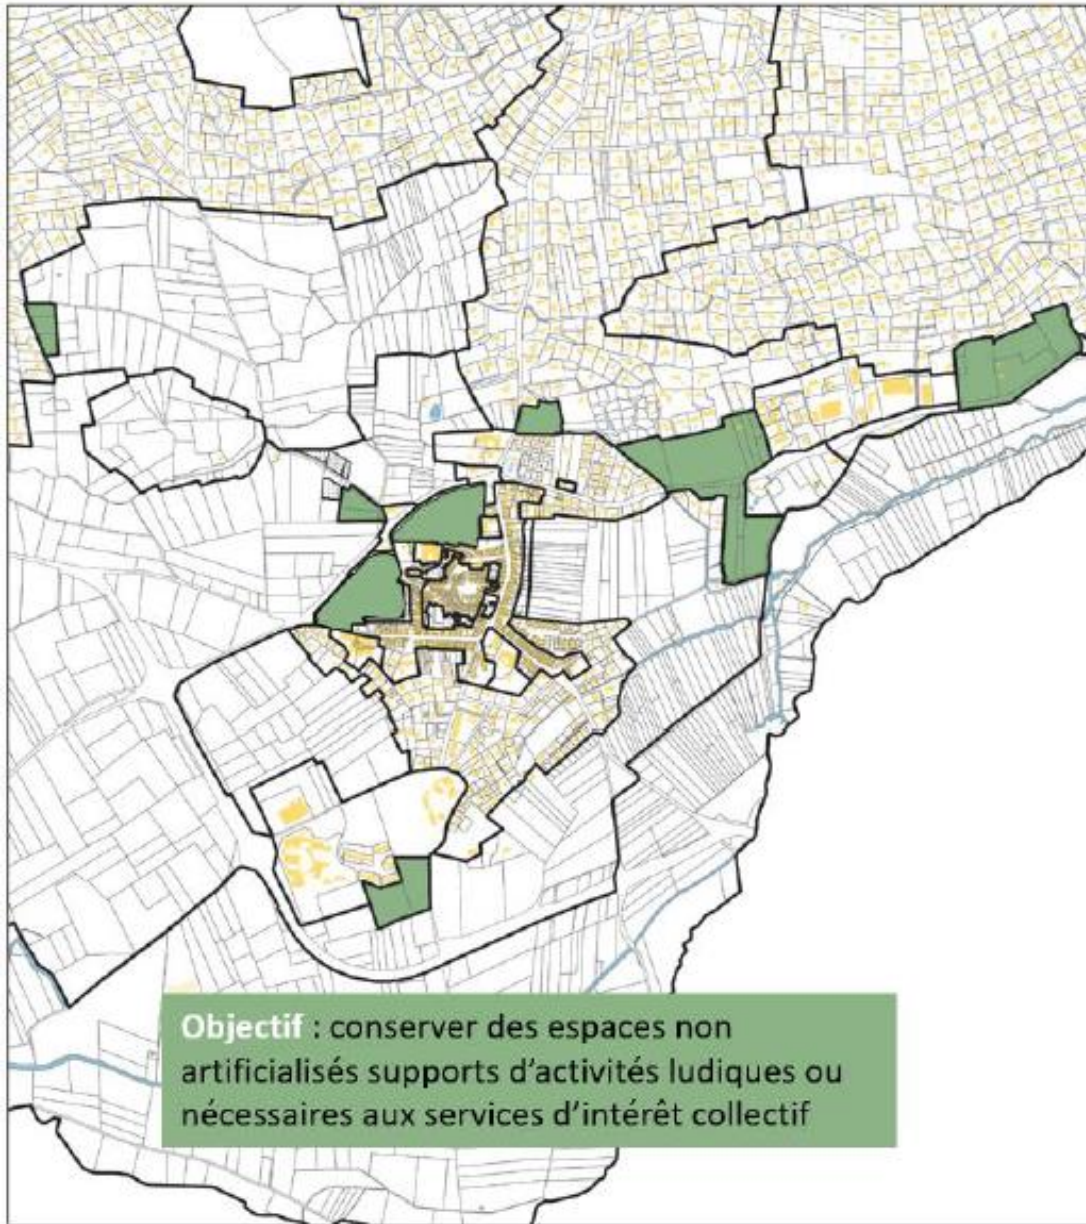 Objectif : conserver des espaces non
artificialisés supports d'activités ludiques ou
nécessaires aux services d'intérêt collectif